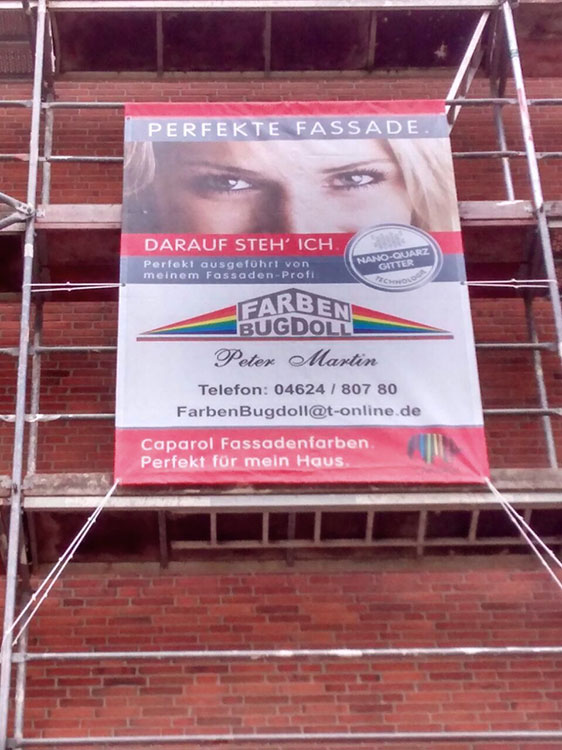 PERFEKTE FASSADE.
DARAUF STEH' ICH.
Perfekt ausgeführt von
meinem Fassaden-Profi
NANO-QUARZ
GITTER
TECHNOLOGIE
FARBEN
BUGDOLL
Peter Martin
Telefon: 04624 / 807 80
FarbenBugdoll@t-online.de
Caparol Fassadenfarben.
Perfekt für mein Haus.